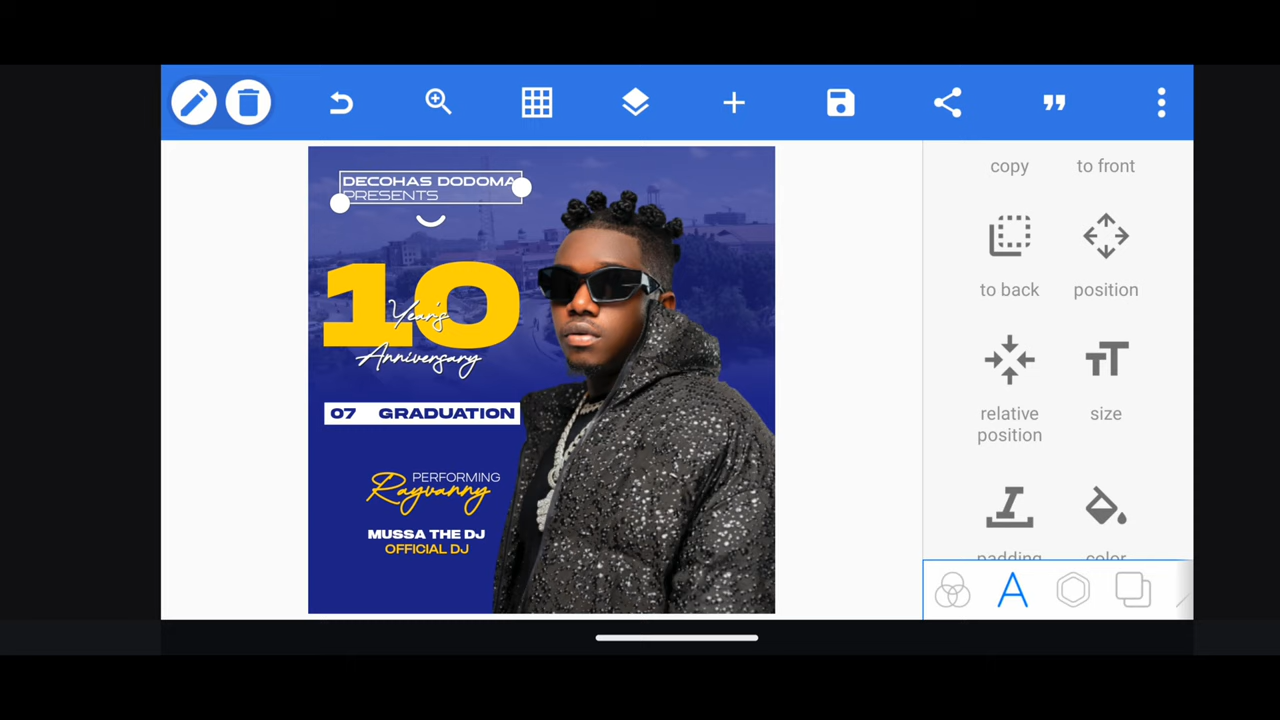 DECOHAS DODOMA
PRESENTS
10
Year's
Anniversary
07 GRADUATION
PERFORMING
Rayvanny
MUSSA THE DJ
OFFICIAL DJ
copy
to front
to back
position
relative
position
size
padding
color